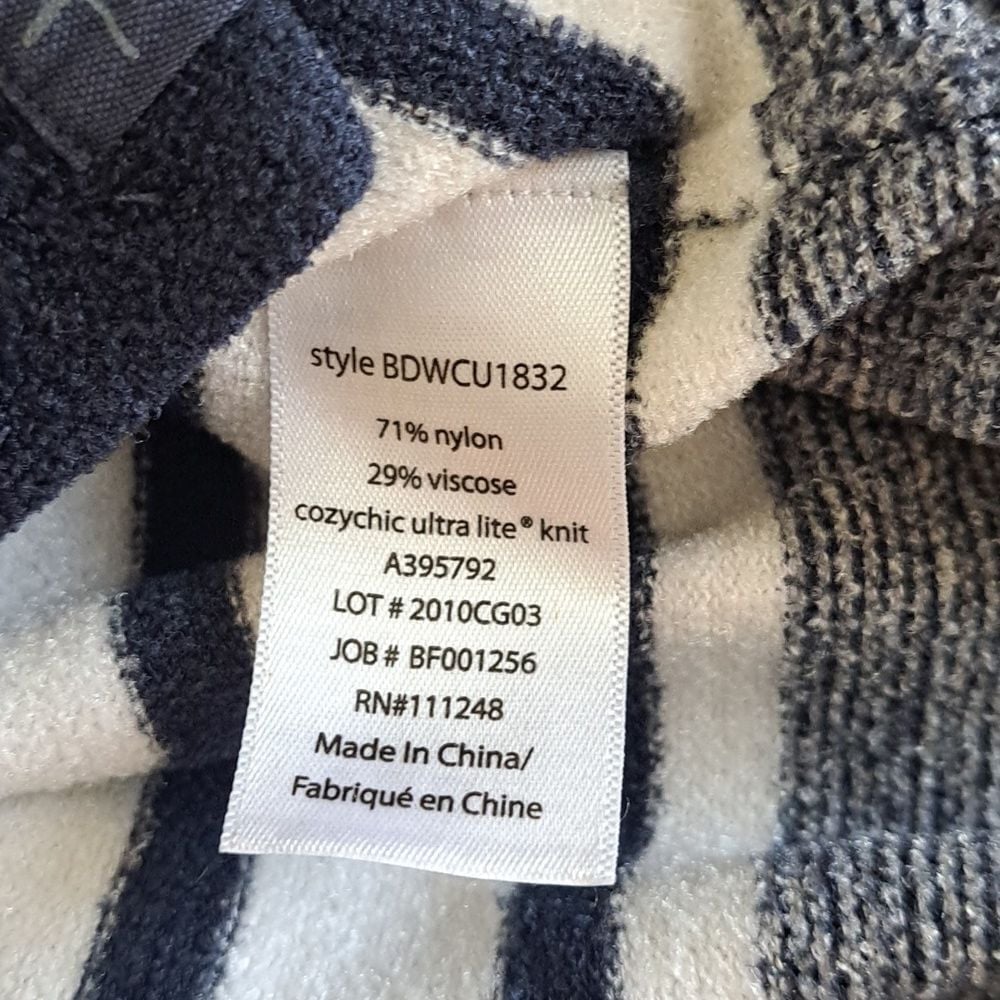 style BDWCU1832
71% nylon
29% viscose
cozychic ultra lite® knit
A395792
LOT # 2010CG03
JOB # BF001256
RN#111248
Made In China/
Fabriqué en Chine